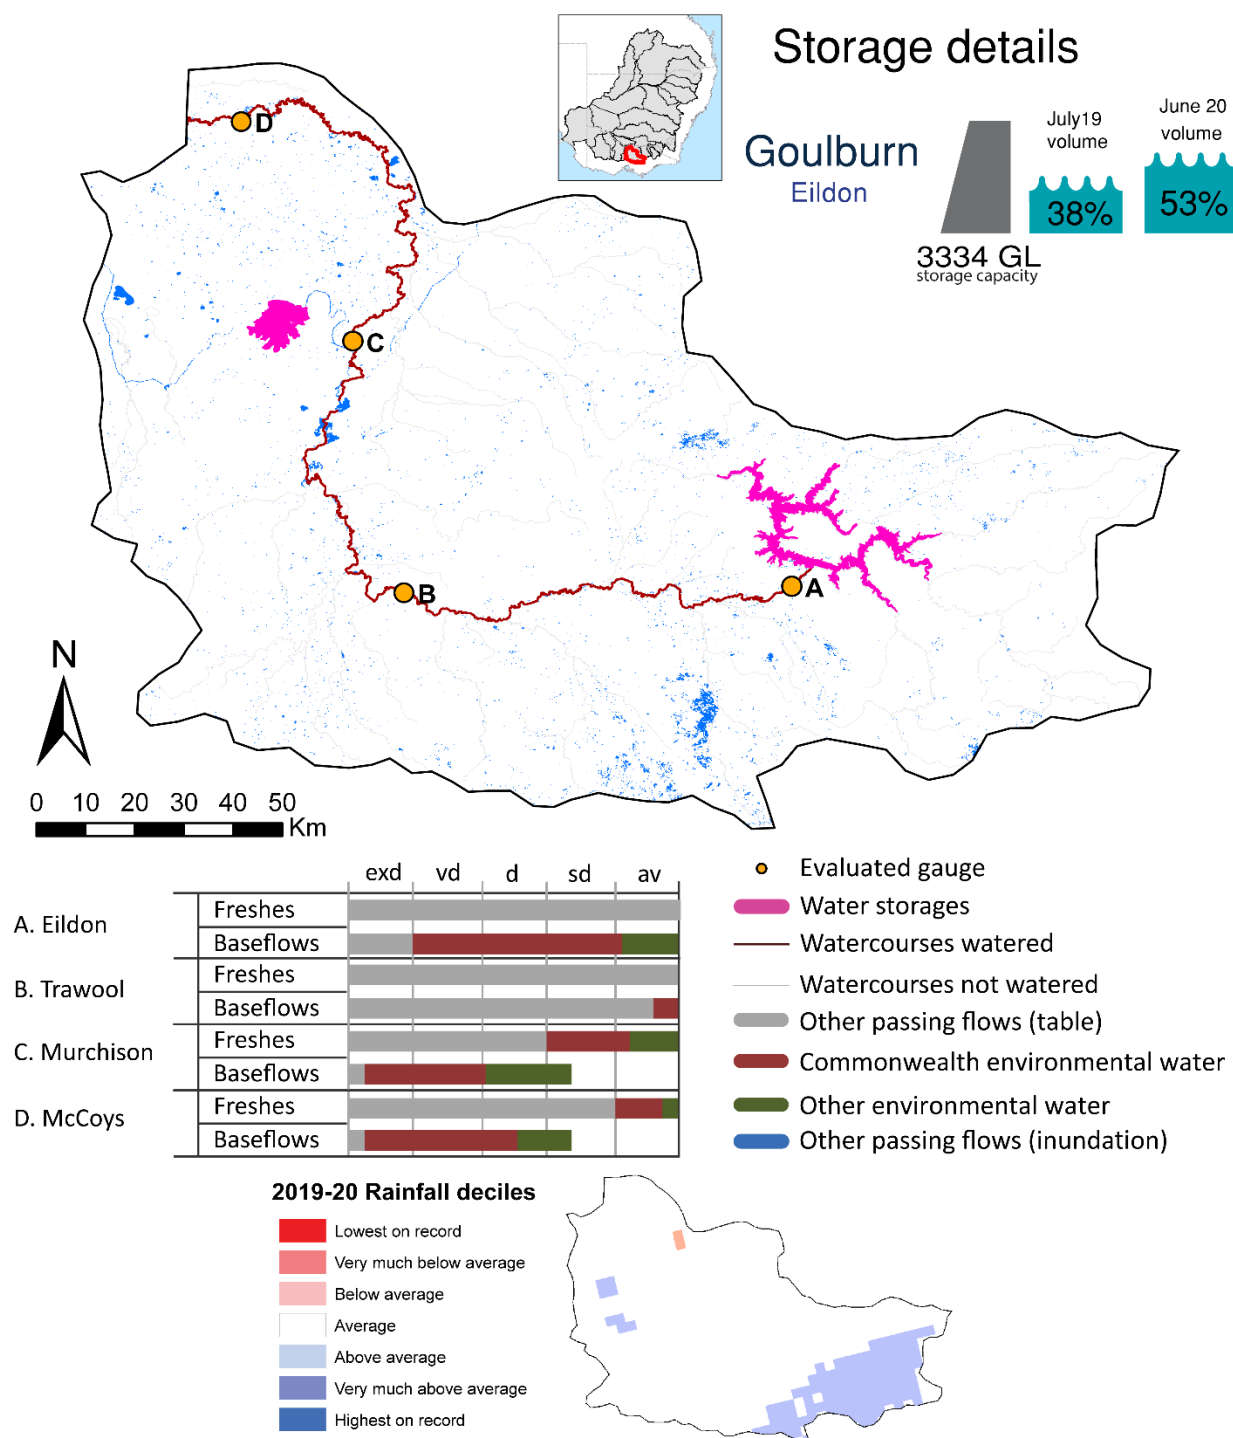 Storage details
Goulburn
Eildon
3334 GL
storage capacity
July19
volume
38%
June 20
volume
53%
D
C
B
A
N
0 10 20 30 40 50
Km
exd vd d sd av
A. Eildon
Freshes
Baseflows
B. Trawool
Freshes
Baseflows
C. Murchison
Freshes
Baseflows
D. McCoys
Freshes
Baseflows
Evaluated gauge
Water storages
Watercourses watered
Watercourses not watered
Other passing flows (table)
Commonwealth environmental water
Other environmental water
Other passing flows (inundation)
2019-20 Rainfall deciles
Lowest on record
Very much below average
Below average
Average
Above average
Very much above average
Highest on record